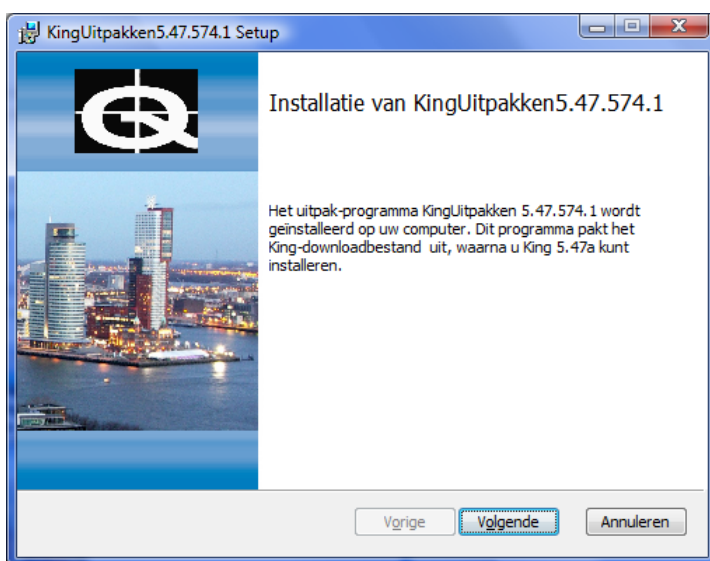 KingUitpakken5.47.574.1 Setup
Installatie van KingUitpakken5.47.574.1
Het uitpak-programma KingUitpakken 5.47.574.1 wordt
geïnstalleerd op uw computer. Dit programma pakt het
King-downloadbestand  uit, waarna u King 5.47a kunt
installeren.
Vorige
Volgende
Annuleren